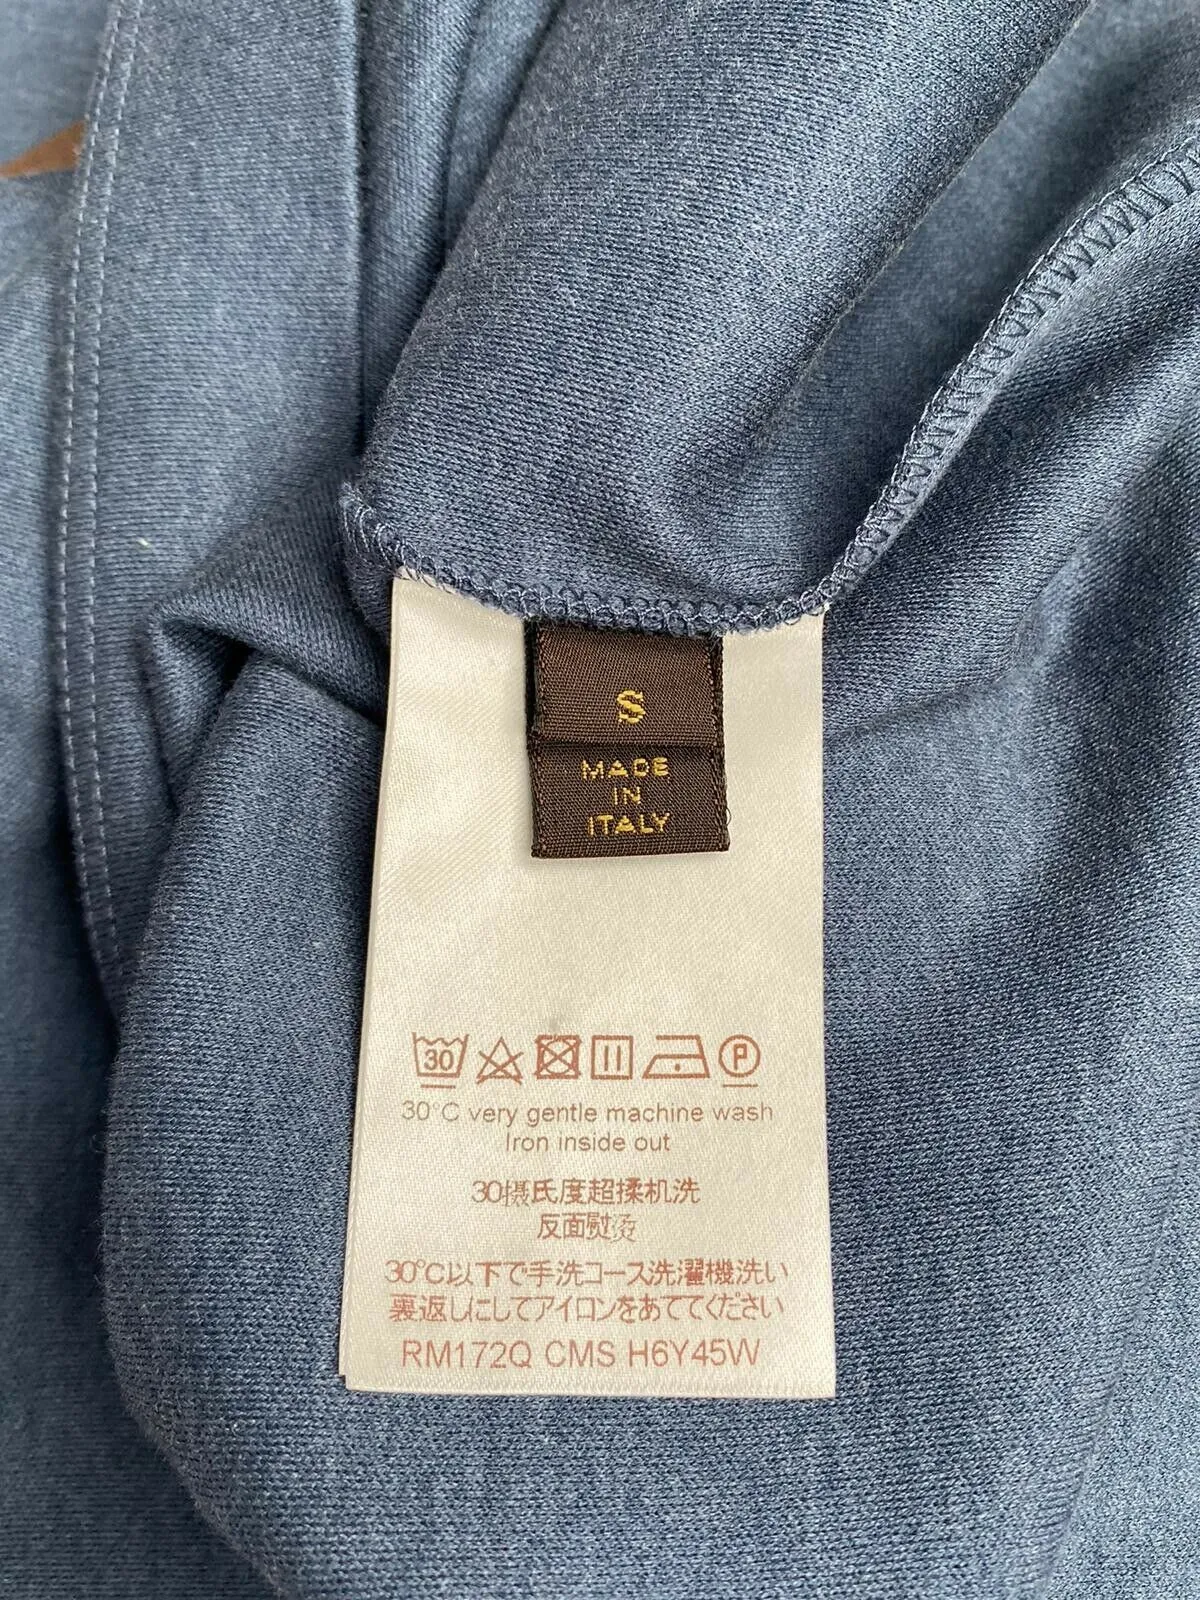 S
MADE
IN
ITALY
30 P
30°C very gentle machine wash
Iron inside out
30摄氏度超揉机洗
反面熨烫
30°C以下で手洗コース洗濯機洗い
裏返しにしてアイロンをあててください
RM172Q CMS H6Y45W